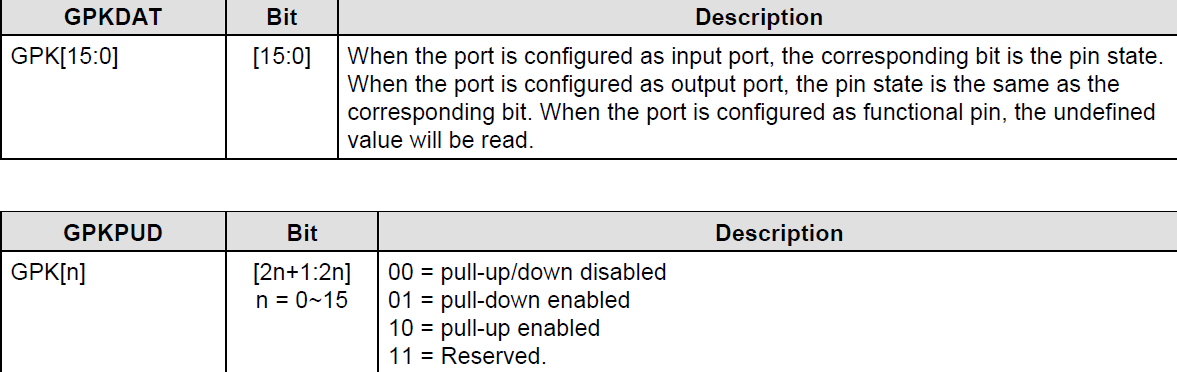 GPKDAT Bit Description
GPK[15:0] [15:0] When the port is configured as input port, the corresponding bit is the pin state.
When the port is configured as output port, the pin state is the same as the
corresponding bit. When the port is configured as functional pin, the undefined
value will be read.
GPKPUD Bit Description
GPK[n] [2n+1:2n] 00 = pull-up/down disabled
n = 0~15 01 = pull-down enabled
10 = pull-up enabled
11 = Reserved.